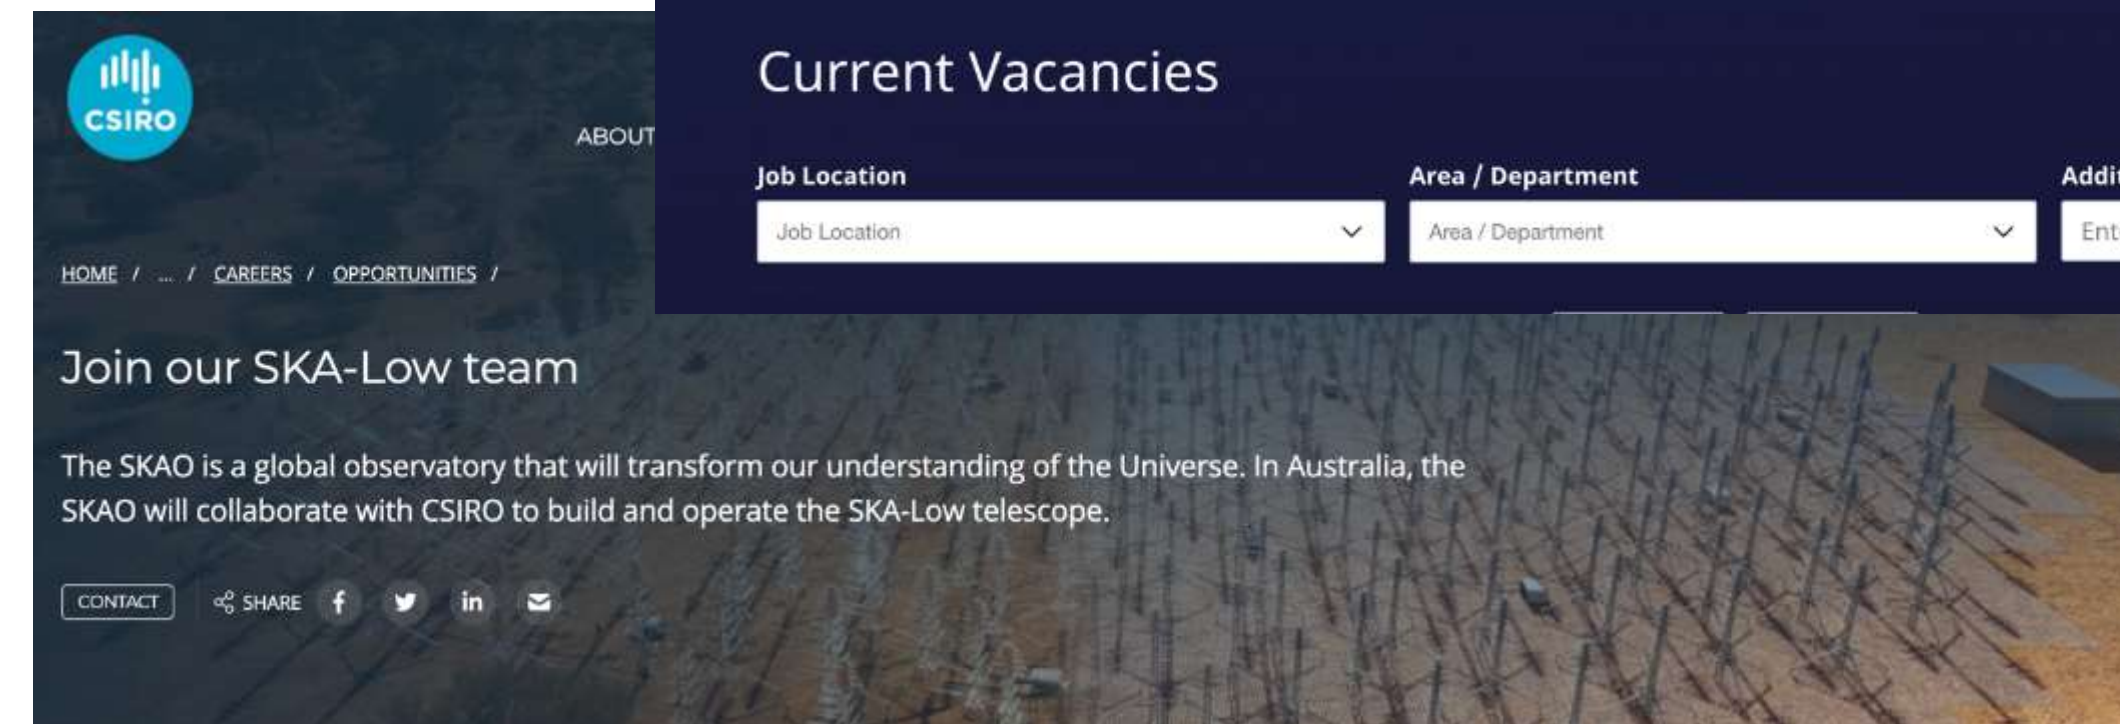 CSIRO
ABOUT
HOME / ... / CAREERS / OPPORTUNITIES /
Join our SKA-Low team
The SKAO is a global observatory that will transform our understanding of the Universe. In Australia, the
SKAO will collaborate with CSIRO to build and operate the SKA-Low telescope.
CONTACT SHARE
Current Vacancies
Job Location Area / Department
Job Location Area / Department